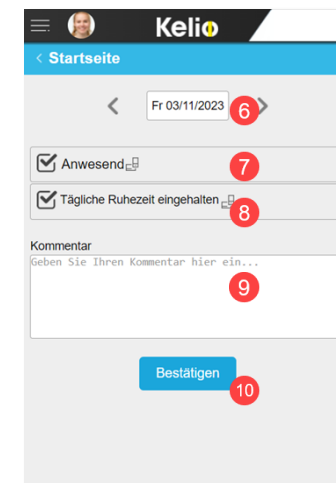 Kelio
< Startseite
< Fr 03/11/2023 6 >
Anwesend 7
Tägliche Ruhezeit eingehalten 8
Kommentar
Geben Sie Ihren Kommentar hier ein...
9
Bestätigen
10